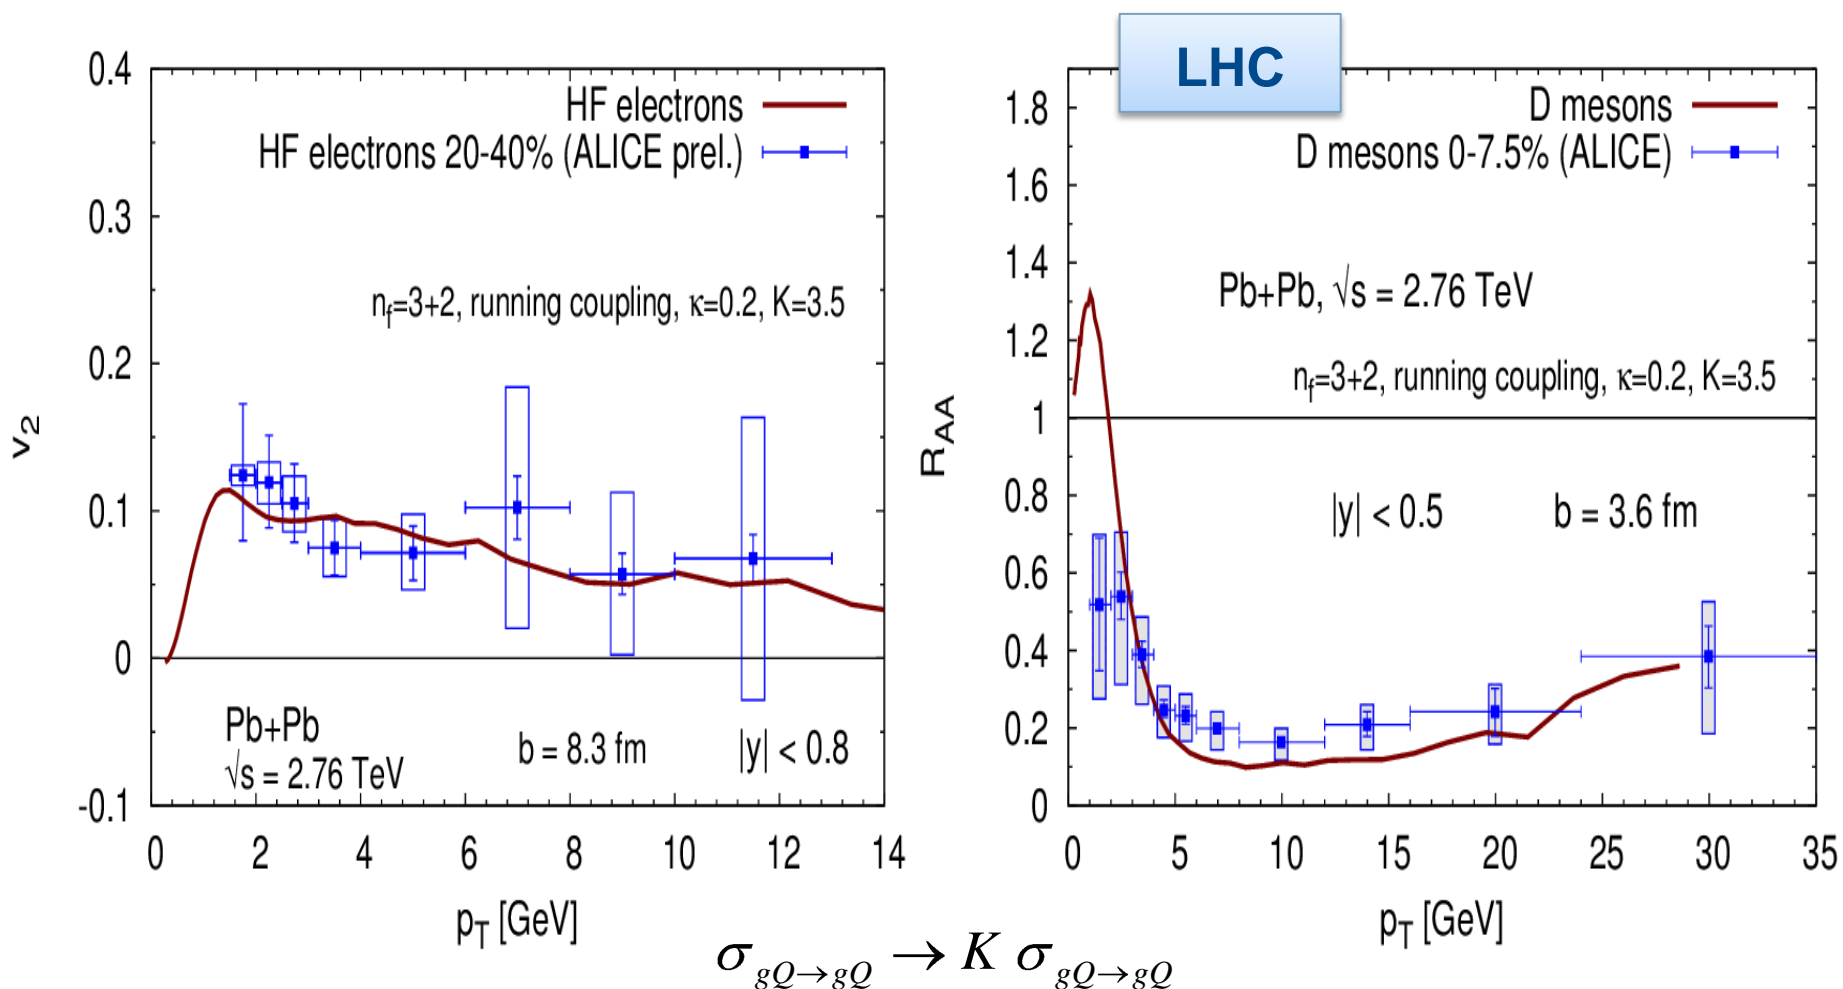 LHC
HF electrons
HF electrons 20-40% (ALICE prel.)
n_f=3+2, running coupling, κ=0.2, K=3.5
0.4
0.3
0.2
0.1
0
-0.1
v_2
Pb+Pb
√s = 2.76 TeV
b = 8.3 fm
|y| < 0.8
0 2 4 6 8 10 12 14
p_T [GeV]
D mesons
D mesons 0-7.5% (ALICE)
Pb+Pb, √s = 2.76 TeV
n_f=3+2, running coupling, κ=0.2, K=3.5
1.8
1.6
1.4
1.2
1
0.8
0.6
0.4
0.2
0
R_AA
|y| < 0.5
b = 3.6 fm
0 5 10 15 20 25 30 35
p_T [GeV]
σ_{gQ→gQ} → K σ_{gQ→gQ}